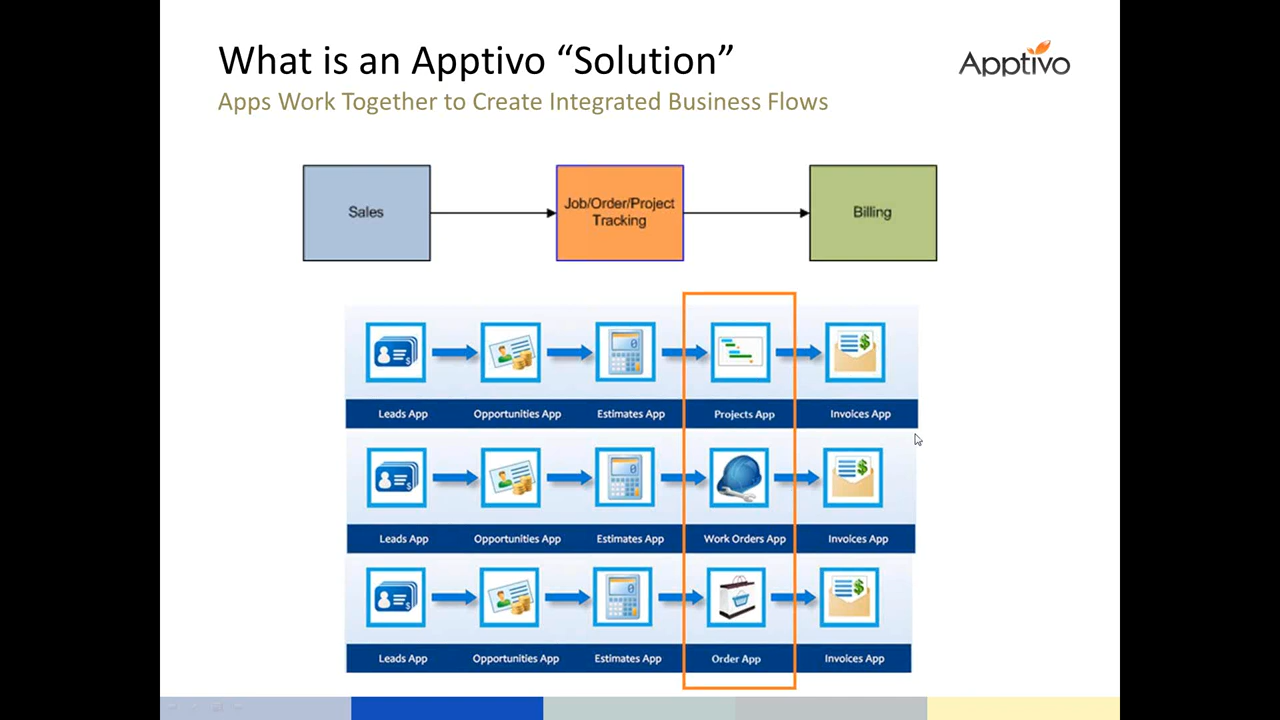 What is an Apptivo “Solution”
Apptivo
Apps Work Together to Create Integrated Business Flows
Sales
Job/Order/Project
Tracking
Billing
Leads App
Opportunities App
Estimates App
Projects App
Invoices App
Leads App
Opportunities App
Estimates App
Work Orders App
Invoices App
Leads App
Opportunities App
Estimates App
Order App
Invoices App